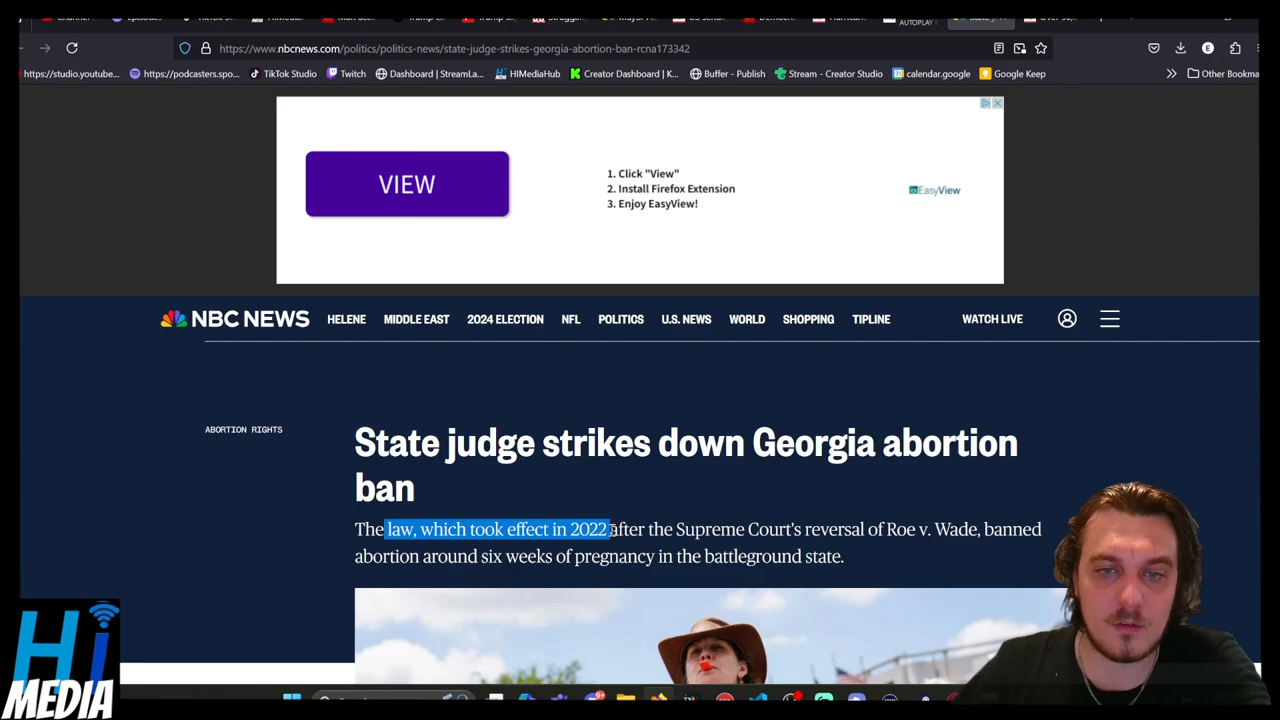 https://www.nbcnews.com/politics/politics-news/state-judge-strikes-georgia-abortion-ban-rcna173342
https://studio.youtube... https://podcasters.spo... TikTok Studio Twitch Dashboard | StreamLa... HIMediaHub Creator Dashboard | K... Buffer - Publish Stream - Creator Studio calendar.google Google Keep Other Bookma
VIEW
1. Click "View"
2. Install Firefox Extension
3. Enjoy EasyView!
EasyView
NBC NEWS HELENE MIDDLE EAST 2024 ELECTION NFL POLITICS U.S. NEWS WORLD SHOPPING TIPLINE WATCH LIVE
ABORTION RIGHTS
State judge strikes down Georgia abortion
ban
The law, which took effect in 2022 after the Supreme Court's reversal of Roe v. Wade, banned
abortion around six weeks of pregnancy in the battleground state.
Hi
MEDIA